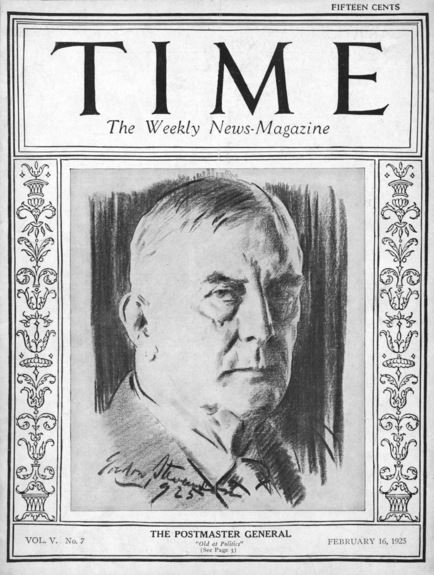 FIFTEEN CENTS
TIME
The Weekly News-Magazine
1925
THE POSTMASTER GENERAL
"Old at Politics"
(See Page 5)
VOL. V. No. 7
FEBRUARY 16, 1925